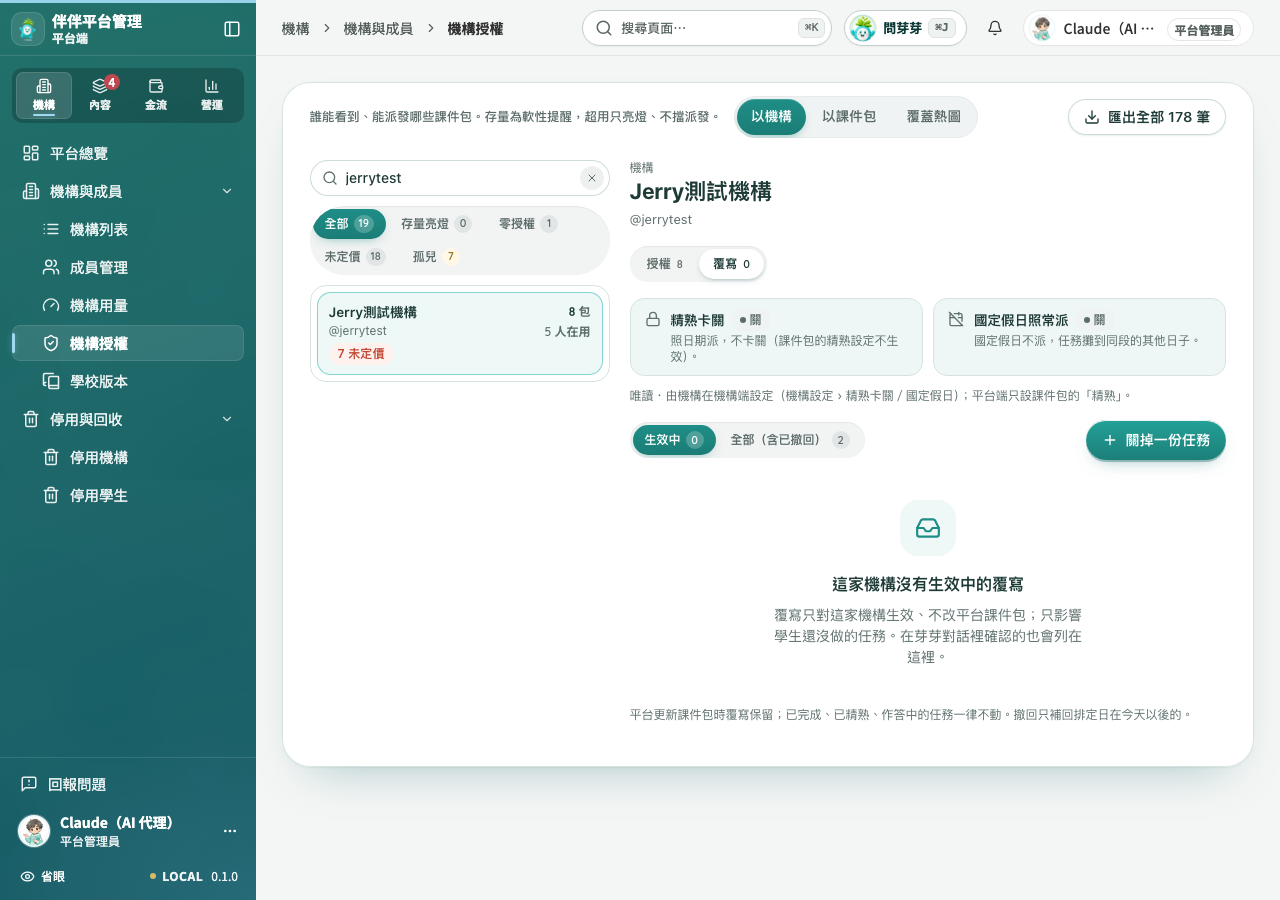 伴伴平台管理
平台端
機構
內容
4
金流
營運
平台總覽
機構與成員
機構列表
成員管理
機構用量
機構授權
學校版本
停用與回收
停用機構
停用學生
回報問題
Claude（AI 代理）
平台管理員
省眼
LOCAL 0.1.0
機構 > 機構與成員 > 機構授權
搜尋頁面… ⌘K
問芽芽 ⌘J
Claude（AI … 平台管理員
誰能看到、能派發哪些課件包。存量為軟性提醒，超用只亮燈、不擋派發。
以機構 以課件包 覆蓋熱圖
匯出全部 178 筆
jerrytest
全部 19 存量亮燈 0 零授權 1
未定價 18 孤兒 7
Jerry測試機構 8 包
@jerrytest 5 人在用
7 未定價
機構
Jerry測試機構
@jerrytest
授權 8 覆寫 0
精熟卡關 關
照日期派，不卡關（課件包的精熟設定不生
效）。
國定假日照常派 關
國定假日不派，任務攤到同段的其他日子。
唯讀．由機構在機構端設定（機構設定 › 精熟卡關 / 國定假日）；平台端只設課件包的「精熟」。
生效中 0 全部（含已撤回） 2
關掉一份任務
這家機構沒有生效中的覆寫
覆寫只對這家機構生效、不改平台課件包；只影響
學生還沒做的任務。在芽芽對話裡確認的也會列在
這裡。
平台更新課件包時覆寫保留；已完成、已精熟、作答中的任務一律不動。撤回只補回排定日在今天以後的。